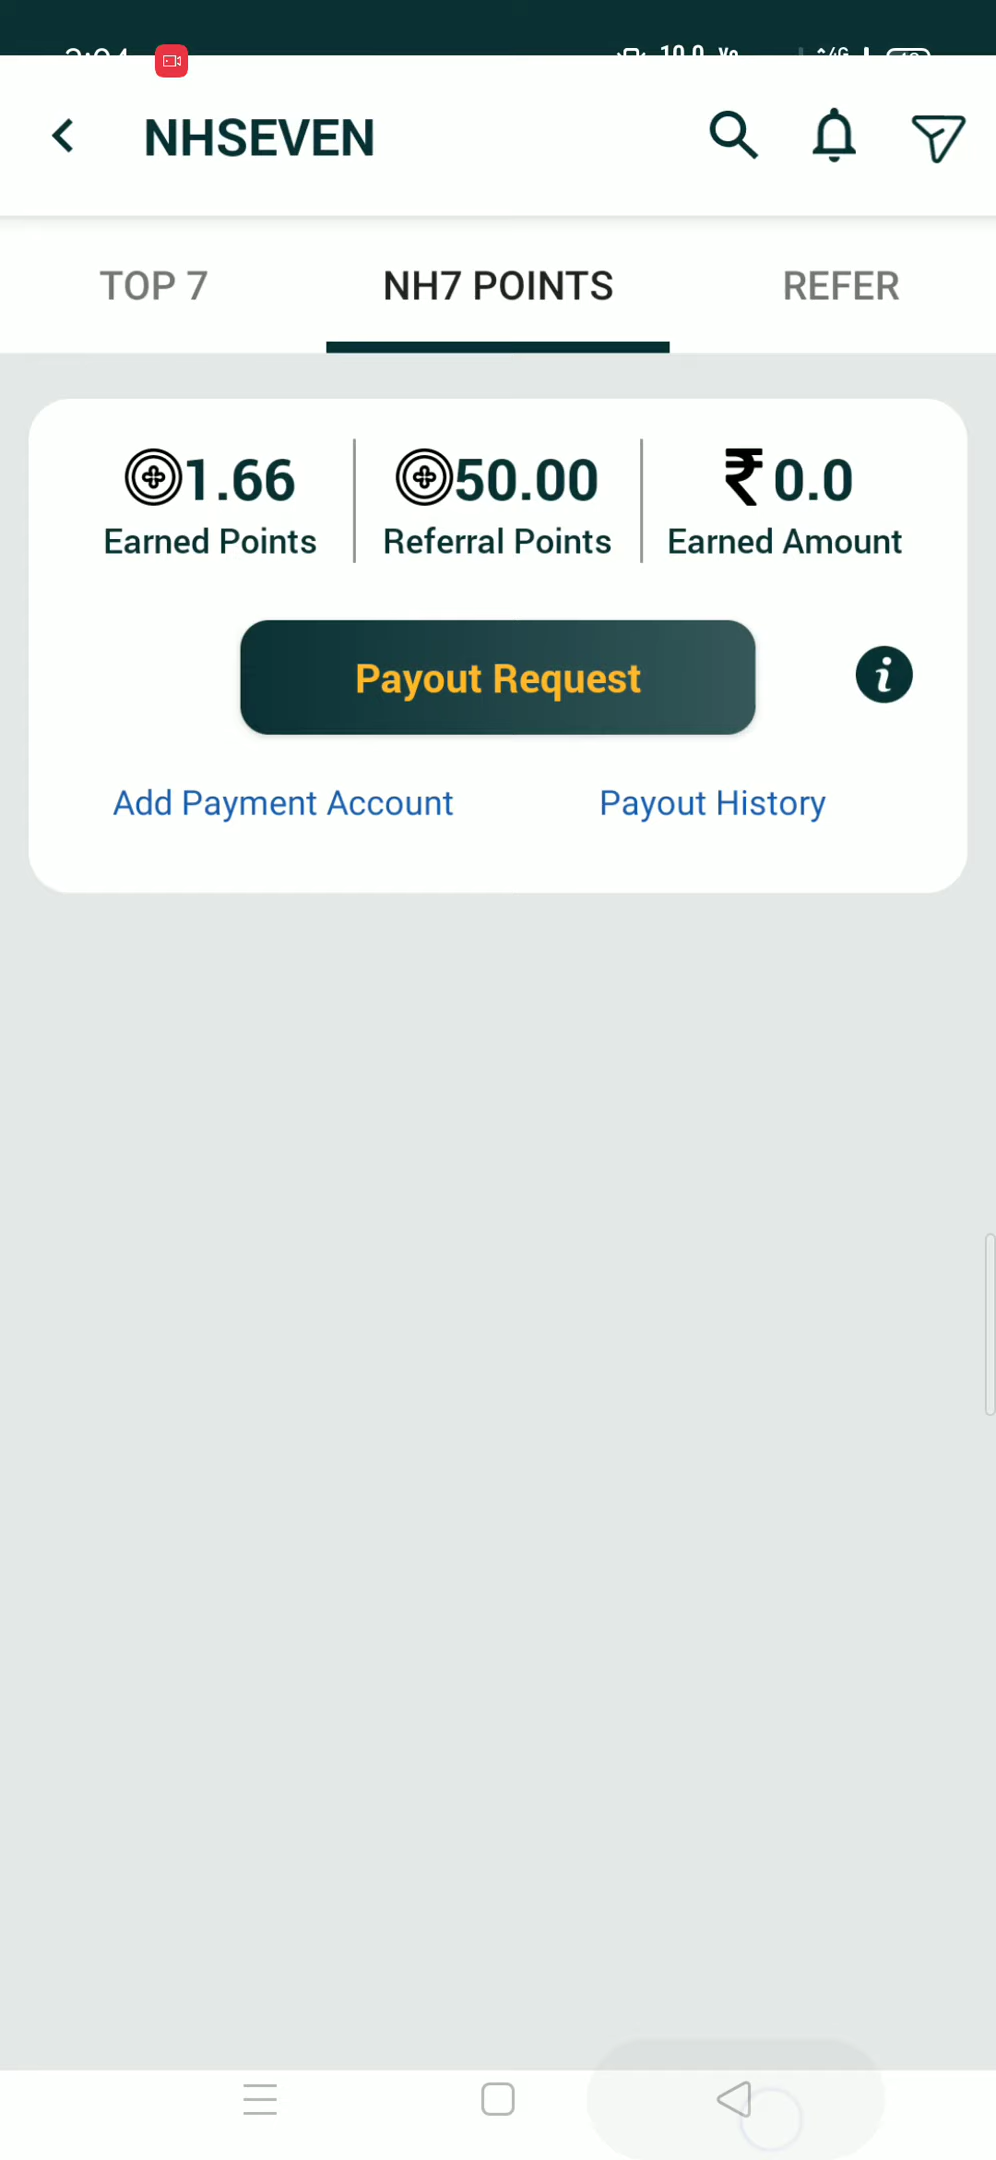 NHSEVEN
TOP 7
NH7 POINTS
REFER
1.66
50.00
₹ 0.0
Earned Points
Referral Points
Earned Amount
Payout Request
i
Add Payment Account
Payout History